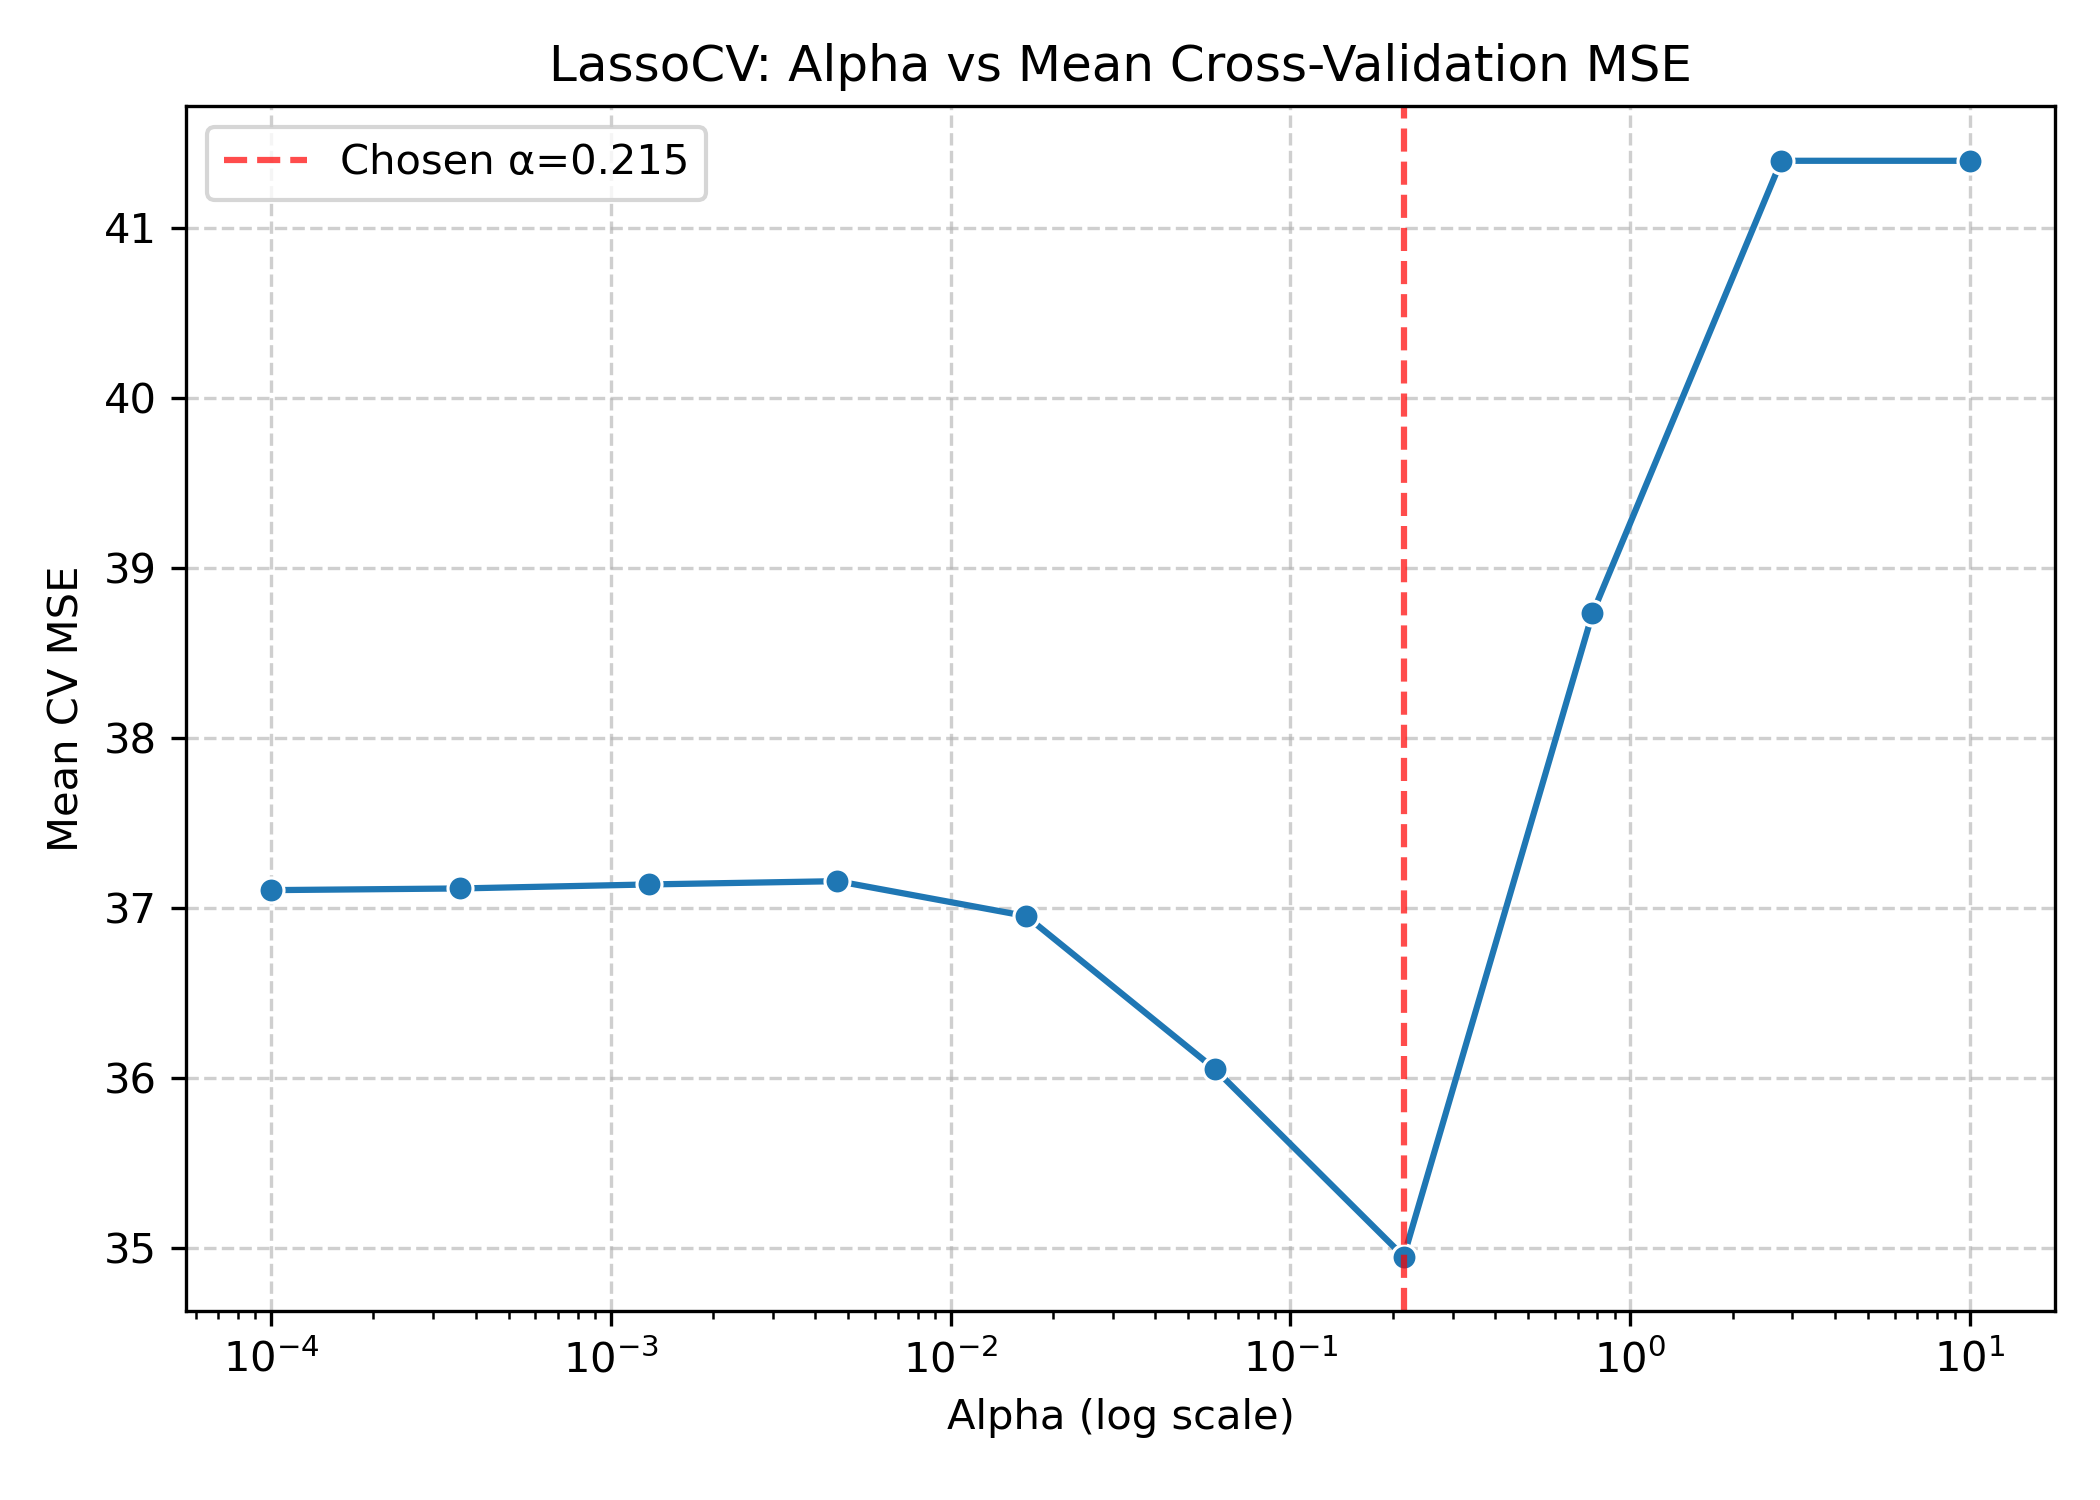 LassoCV: Alpha vs Mean Cross-Validation MSE
Chosen α=0.215
Mean CV MSE
41
40
39
38
37
36
35
10⁻⁴ 10⁻³ 10⁻² 10⁻¹ 10⁰ 10¹
Alpha (log scale)